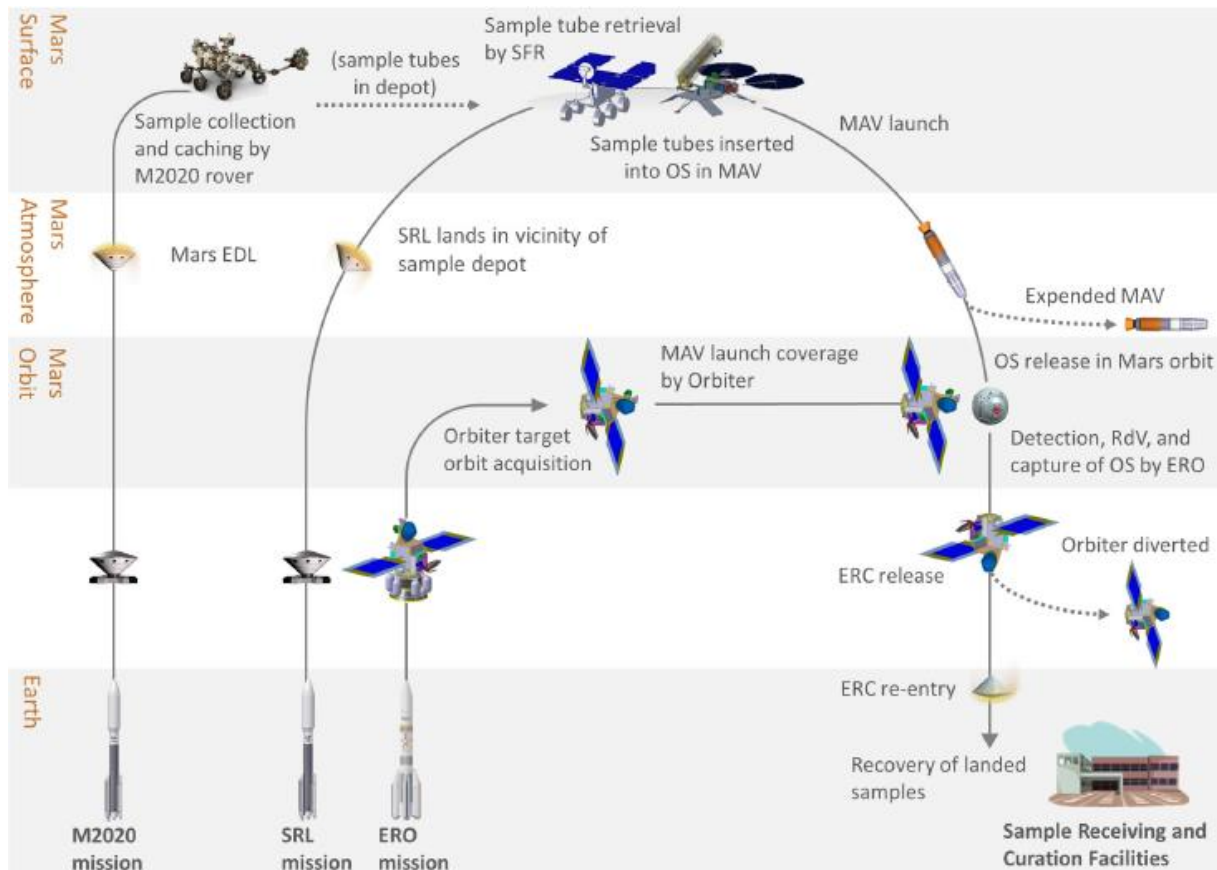 Mars
Surface
Sample collection
and caching by
M2020 rover
(sample tubes
in depot)
Sample tube retrieval
by SFR
Sample tubes inserted
into OS in MAV
MAV launch
Mars
Atmosphere
Mars EDL
SRL lands in vicinity of
sample depot
Expended MAV
Mars
Orbit
Orbiter target
orbit acquisition
MAV launch coverage
by Orbiter
OS release in Mars orbit
Detection, RdV, and
capture of OS by ERO
ERC release
Orbiter diverted
Earth
M2020
mission
SRL
mission
ERO
mission
ERC re-entry
Recovery of landed
samples
Sample Receiving and
Curation Facilities